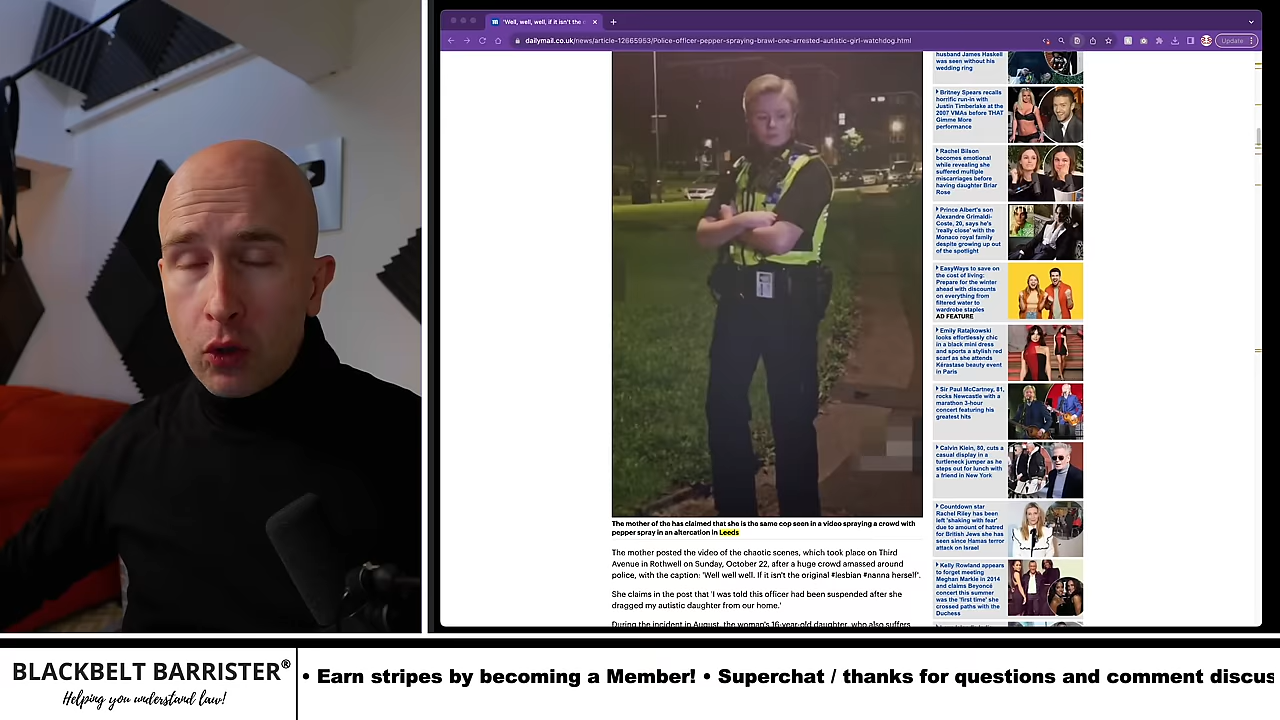 'Well, well, well, if it isn't the
dailymail.co.uk/news/article-12665953/Police-officer-pepper-spraying-brawl-one-arrested-autistic-girl-watchdog.html
Update
husband James Haskell
was seen without his
wedding ring
Britney Spears recalls
horrific run-in with
Justin Timberlake at the
2007 VMAs before THAT
Gimme More
performance
Rachel Bilson
becomes emotional
while revealing she
suffered multiple
miscarriages before
having daughter Briar
Rose
Prince Albert's son
Alexandre Grimaldi-
Coste, 20, says he's
'really close' with the
Monaco royal family
despite growing up out
of the spotlight
EasyWays to save on
the cost of living:
Prepare for the winter
ahead with discounts
on everything from
filtered water to
wardrobe staples
AD FEATURE
Emily Ratajkowski
looks effortlessly chic
in a black mini dress
and sports a stylish red
scarf as she attends
Kérastase beauty event
in Paris
Sir Paul McCartney, 81,
rocks Newcastle with a
marathon 3-hour
concert featuring his
greatest hits
Calvin Klein, 80, cuts a
casual display in a
turtleneck jumper as he
steps out for lunch with
a friend in New York
Countdown star
Rachel Riley has been
left 'shaking with fear'
due to amount of hatred
for British Jews she has
seen since Hamas terror
attack on Israel
Kelly Rowland appears
to forget meeting
Meghan Markle in 2014
and claims Beyoncé
concert this summer
was the 'first time' she
crossed paths with the
Duchess
The mother of the has claimed that she is the same cop seen in a video spraying a crowd with
pepper spray in an altercation in Leeds
The mother posted the video of the chaotic scenes, which took place on Third
Avenue in Rothwell on Sunday, October 22, after a huge crowd amassed around
police, with the caption: 'Well well well. If it isn't the original #lesbian #nanna herself'.
She claims in the post that 'I was told this officer had been suspended after she
dragged my autistic daughter from our home.'
During the incident in August, the woman's 16-year-old daughter, who also suffers
BLACKBELT BARRISTER®
Helping you understand law!
• Earn stripes by becoming a Member! • Superchat / thanks for questions and comment discus